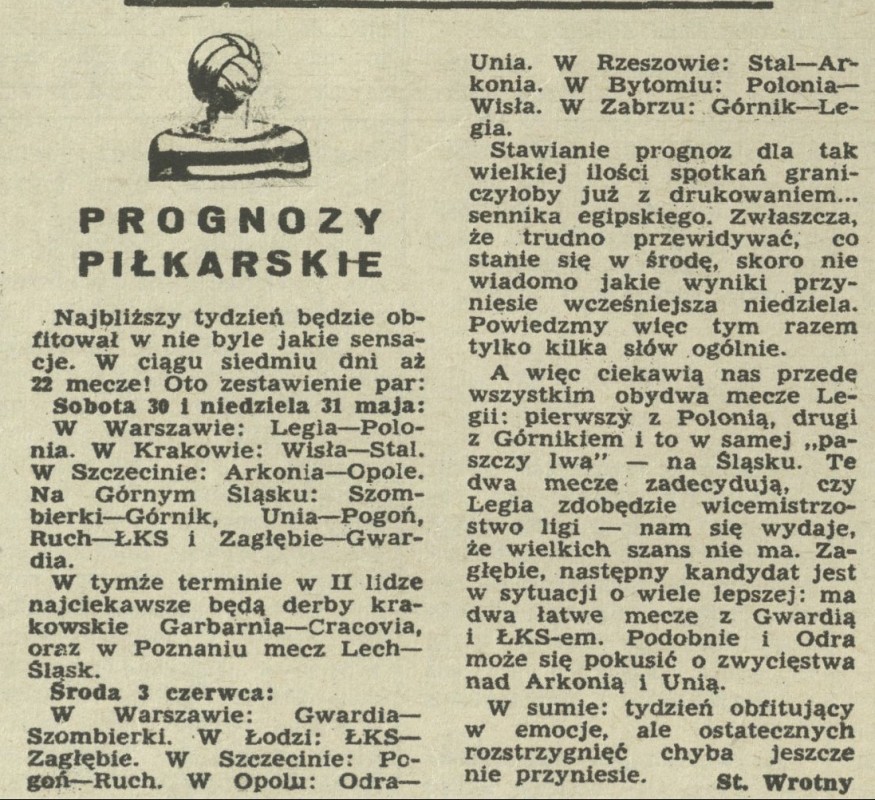 PROGNOZY
PIŁKARSKIE
Najbliższy tydzień będzie ob-
fitował w nie byle jakie sensa-
cje. W ciągu siedmiu dni aż
22 mecze! Oto zestawienie par:
Sobota 30 i niedziela 31 maja:
W Warszawie: Legia—Polo-
nia. W Krakowie: Wisła—Stal.
W Szczecinie: Arkonia—Opole.
Na Górnym Śląsku: Szom-
bierki—Górnik, Unia—Pogoń,
Ruch—ŁKS i Zagłębie—Gwar-
dia.
W tymże terminie w II lidze
najciekawsze będą derby kra-
kowskie Garbarnia—Cracovia,
oraz w Poznaniu mecz Lech—
Śląsk.
Środa 3 czerwca:
W Warszawie: Gwardia—
Szombierki. W Łodzi: ŁKS—
Zagłębie. W Szczecinie: Po-
goń—Ruch. W Opolu: Odra—
Unia. W Rzeszowie: Stal—Ar-
konia. W Bytomiu: Polonia—
Wisła. W Zabrzu: Górnik—Le-
gia.
Stawianie prognoz dla tak
wielkiej ilości spotkań grani-
czyłoby już z drukowaniem...
sennika egipskiego. Zwłaszcza,
że trudno przewidywać, co
stanie się w środę, skoro nie
wiadomo jakie wyniki przy-
niesie wcześniejsza niedziela.
Powiedzmy więc tym razem
tylko kilka słów ogólnie.
A więc ciekawią nas przede
wszystkim obydwa mecze Le-
gii: pierwszy z Polonią, drugi
z Górnikiem i to w samej „pa-
szczy lwa” — na Śląsku. Te
dwa mecze zadecydują, czy
Legia zdobędzie wicemistrzo-
stwo ligi — nam się wydaje,
że wielkich szans nie ma. Za-
głębie, następny kandydat jest
w sytuacji o wiele lepszej: ma
dwa łatwe mecze z Gwardią
i ŁKS-em. Podobnie i Odra
może się pokusić o zwycięstwa
nad Arkonią i Unią.
W sumie: tydzień obfitujący
w emocje, ale ostatecznych
rozstrzygnięć chyba jeszcze
nie przyniesie.
St. Wrotny